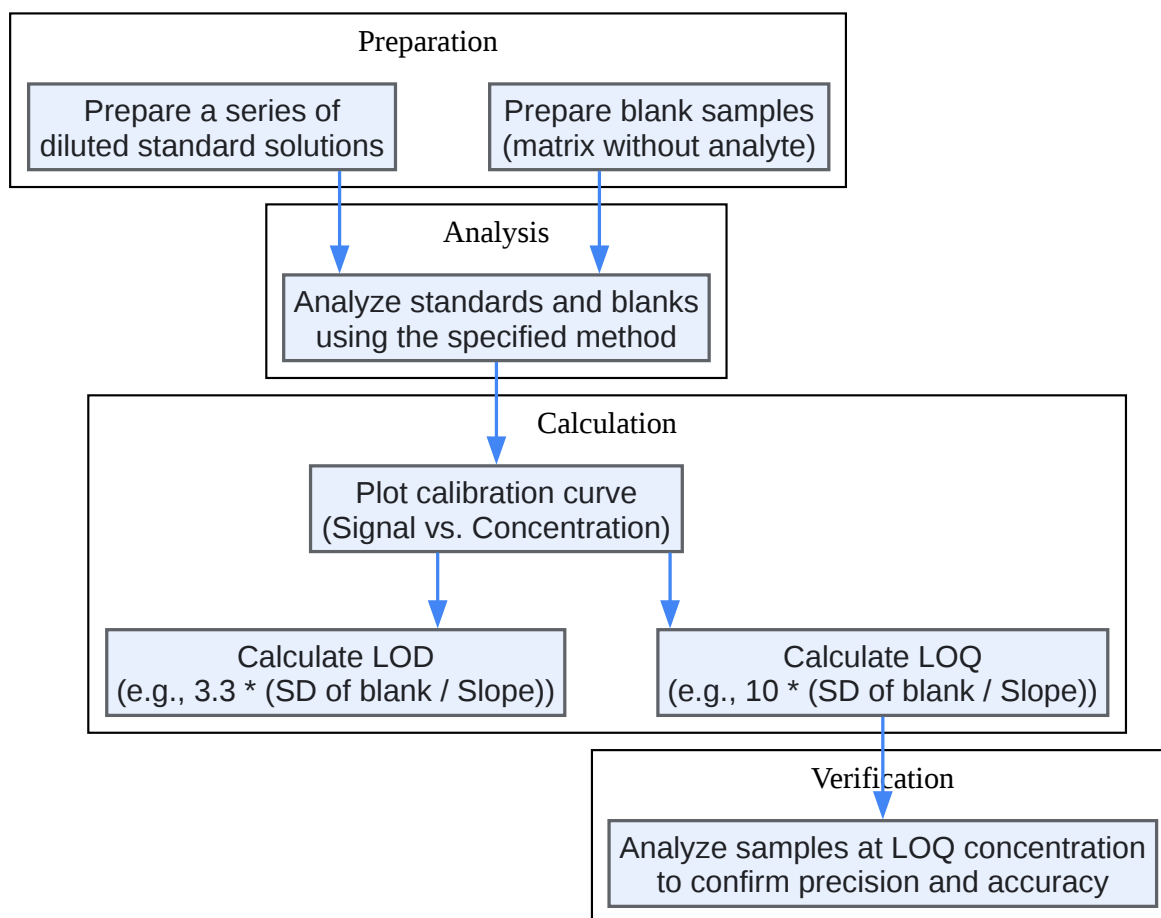 Preparation
Prepare a series of
diluted standard solutions
Prepare blank samples
(matrix without analyte)
Analysis
Analyze standards and blanks
using the specified method
Calculation
Plot calibration curve
(Signal vs. Concentration)
Calculate LOD
(e.g., 3.3 * (SD of blank / Slope))
Calculate LOQ
(e.g., 10 * (SD of blank / Slope))
Verification
Analyze samples at LOQ concentration
to confirm precision and accuracy